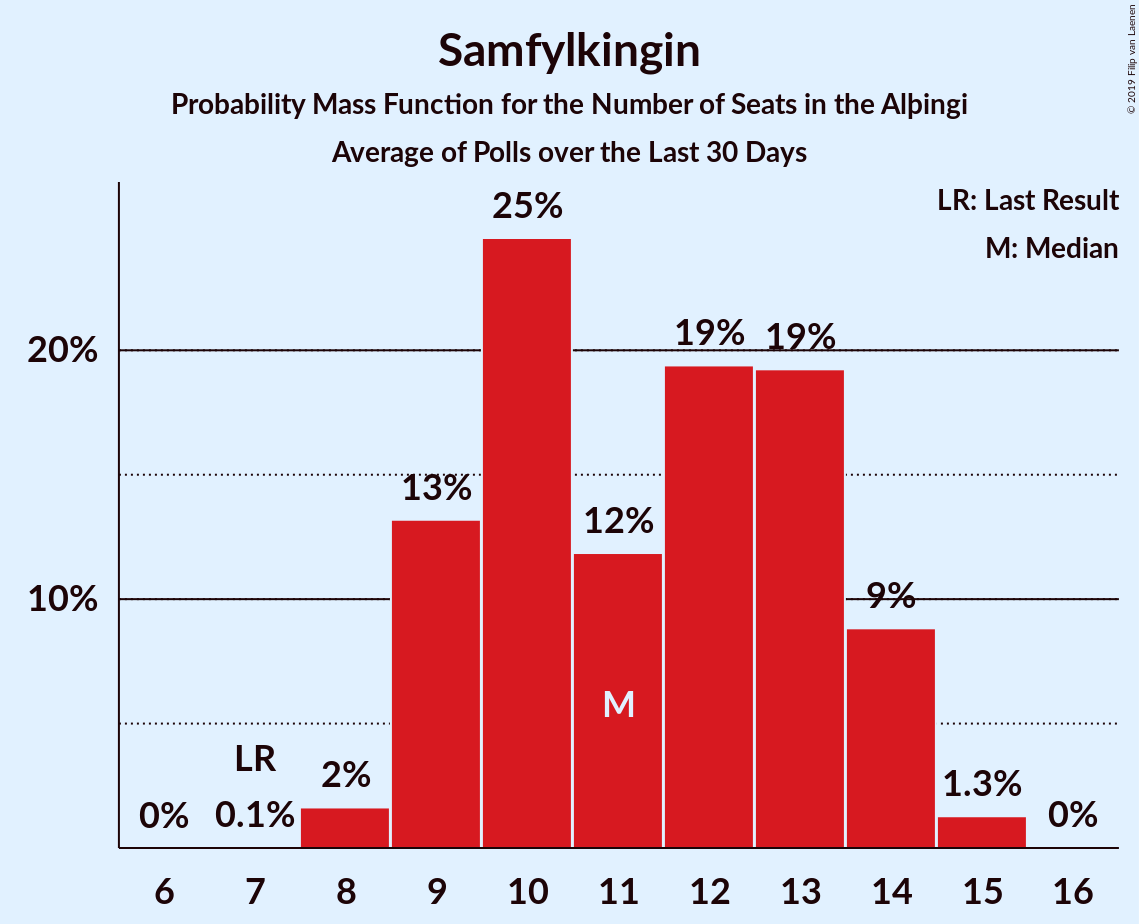 Samfylkingin
Probability Mass Function for the Number of Seats in the Alþingi
Average of Polls over the Last 30 Days
© 2019 Filip van Laenen
LR: Last Result
M: Median
25%
20%
19%
19%
13%
12%
10%
9%
M
LR
2%
1.3%
0%
0.1%
0%
6 7 8 9 10 11 12 13 14 15 16